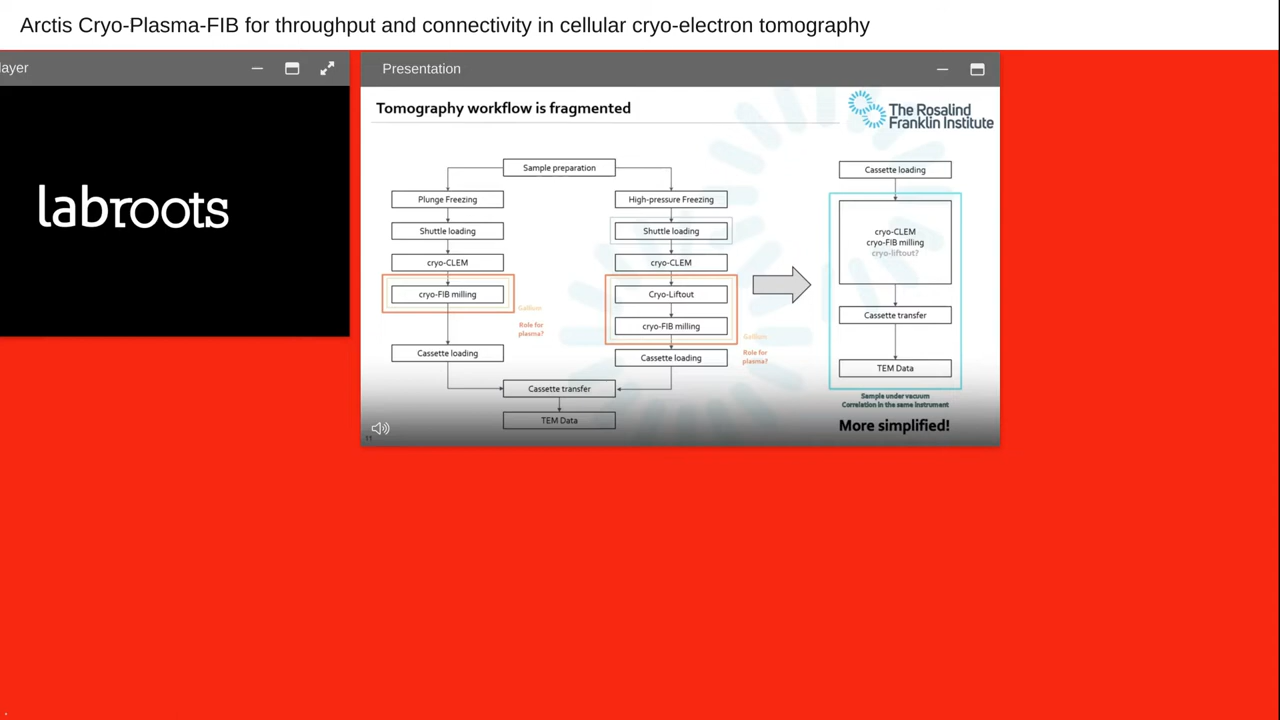 Arctis Cryo-Plasma-FIB for throughput and connectivity in cellular cryo-electron tomography
layer
labroots
Presentation
Tomography workflow is fragmented
The Rosalind
Franklin Institute
Sample preparation
Plunge Freezing
Shuttle loading
cryo-CLEM
cryo-FIB milling
Gallium
Role for
plasma?
Cassette loading
High-pressure Freezing
Shuttle loading
cryo-CLEM
Cryo-Liftout
cryo-FIB milling
Gallium
Role for
plasma?
Cassette loading
Cassette transfer
TEM Data
Cassette loading
cryo-CLEM
cryo-FIB milling
cryo-liftout?
Cassette transfer
TEM Data
Sample under vacuum
Correlation in the same instrument
More simplified!
11